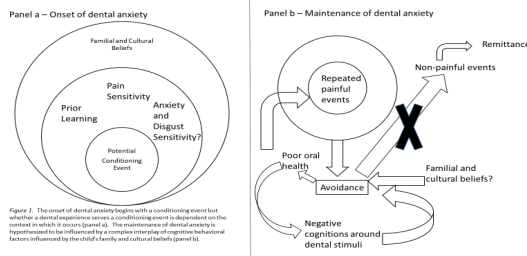 Panel a – Onset of dental anxiety
Familial and Cultural
Beliefs
Pain
Sensitivity
Prior
Learning
Anxiety
and
Disgust
Sensitivity?
Potential
Conditioning
Event
Figure 1. The onset of dental anxiety begins with a conditioning event but
whether a dental experience serves a conditioning event is dependent on the
context in which it occurs (panel a). The maintenance of dental anxiety is
hypothesized to be influenced by a complex interplay of cognitive behavioral
factors influenced by the child's family and cultural beliefs (panel b).
Panel b – Maintenance of dental anxiety
Remittance
Non-painful events
Repeated
painful
events
Poor oral
health
Avoidance
Familial and
cultural beliefs?
Negative
cognitions around
dental stimuli